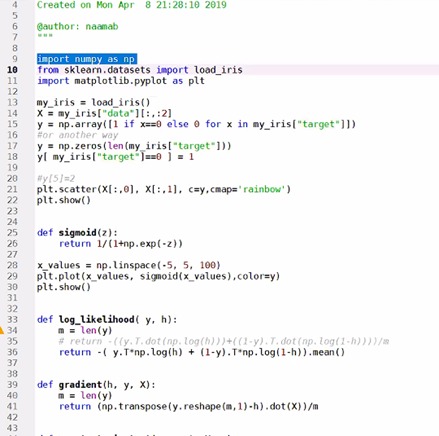 4 Created on Mon Apr  8 21:28:10 2019
5
6 @author: naamab
7 """
8
9 import numpy as np
10 from sklearn.datasets import load_iris
11 import matplotlib.pyplot as plt
12
13 my_iris = load_iris()
14 X = my_iris["data"][:,:2]
15 y = np.array([1 if x==0 else 0 for x in my_iris["target"]])
16 #or another way
17 y = np.zeros(len(my_iris["target"]))
18 y[ my_iris["target"]==0 ] = 1
19
20 #y[5]=2
21 plt.scatter(X[:,0], X[:,1], c=y,cmap='rainbow')
22 plt.show()
23
24
25 def sigmoid(z):
26     return 1/(1+np.exp(-z))
27
28 x_values = np.linspace(-5, 5, 100)
29 plt.plot(x_values, sigmoid(x_values),color=y)
30 plt.show()
31
32
33 def log_likelihood( y, h):
34     m = len(y)
35     # return -((y.T.dot(np.log(h)))+((1-y).T.dot(np.log(1-h))))/m
36     return -( y.T*np.log(h) + (1-y).T*np.log(1-h)).mean()
37
38
39 def gradient(h, y, X):
40     m = len(y)
41     return (np.transpose(y.reshape(m,1)-h).dot(X))/m
42
43